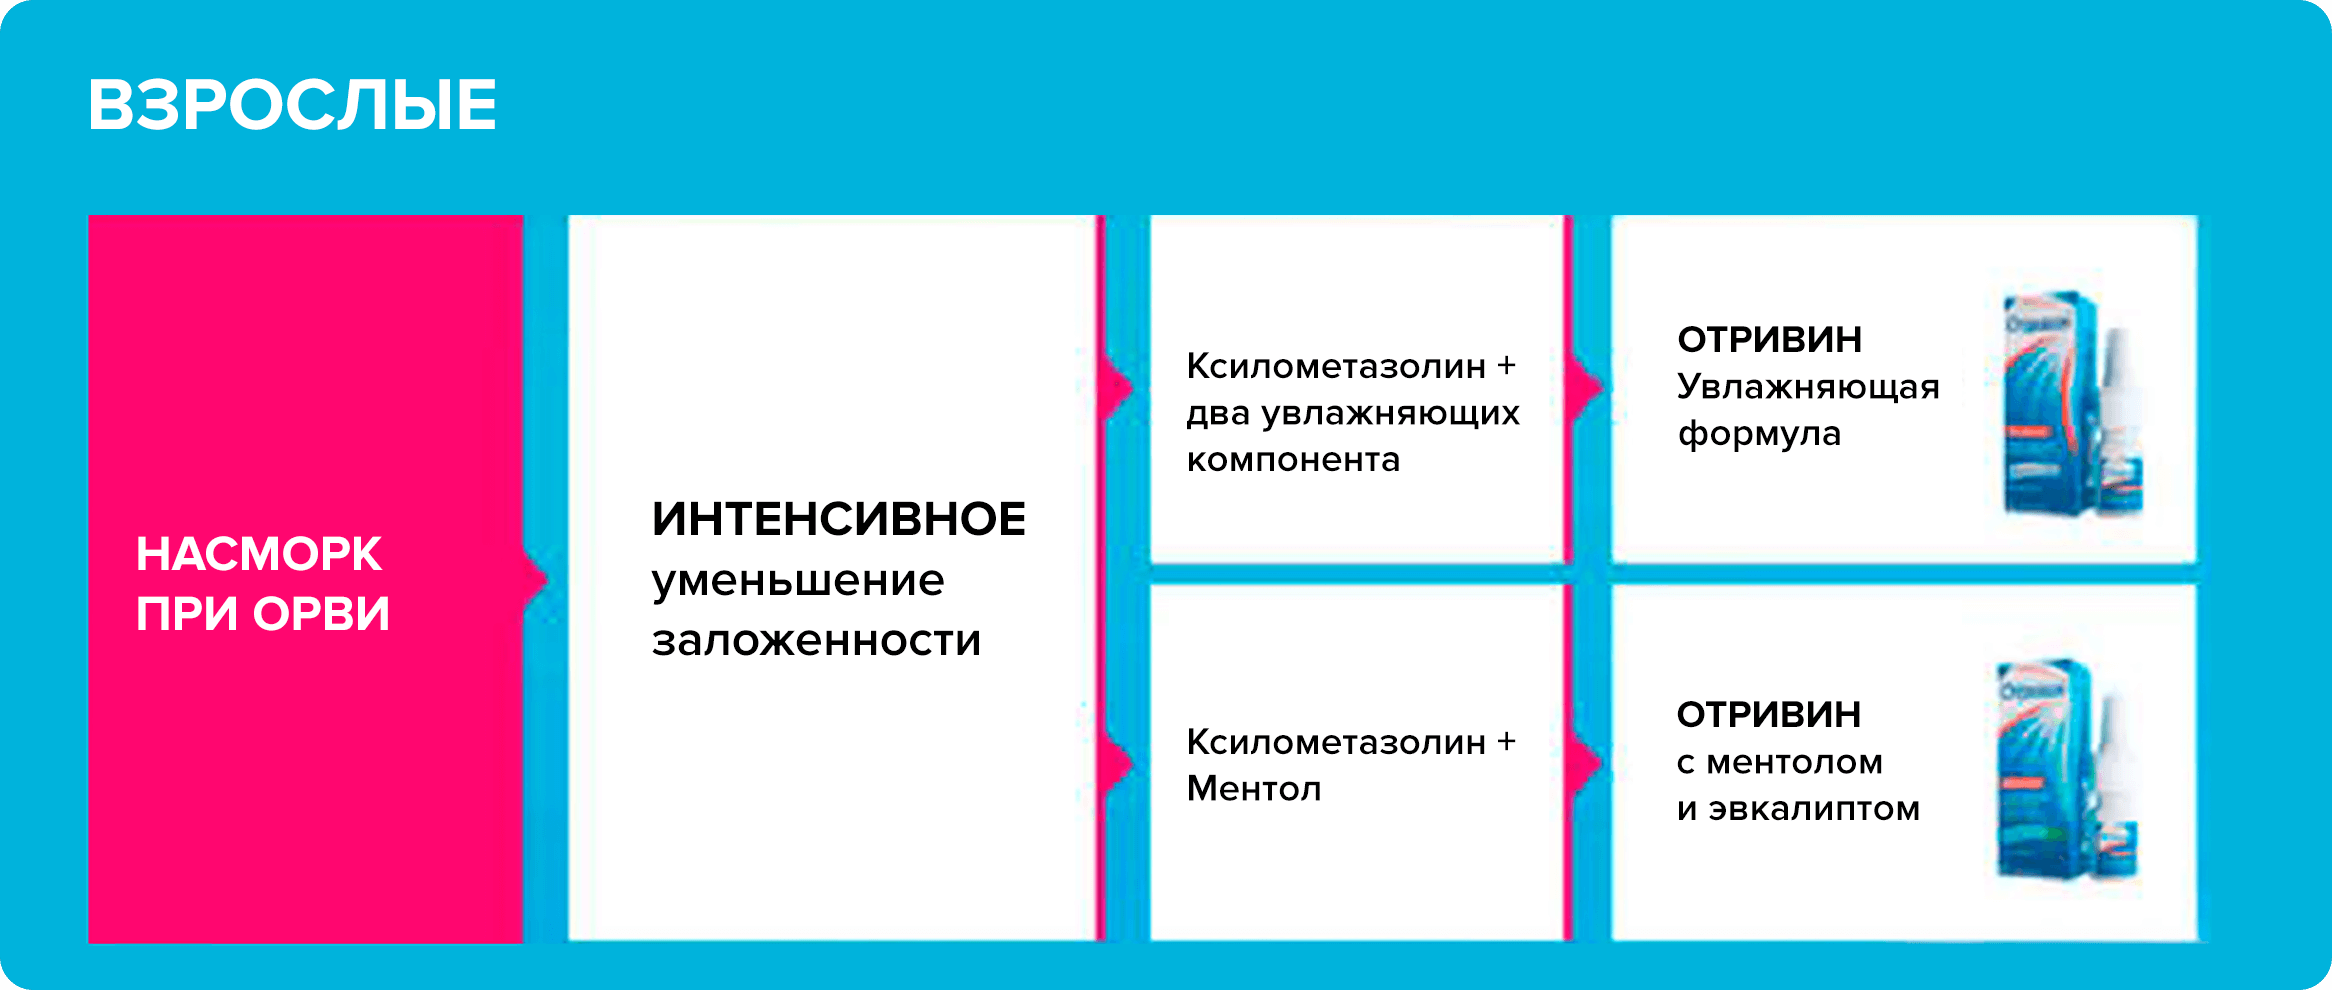 ВЗРОСЛЫЕ
НАСМОРК
ПРИ ОРВИ
ИНТЕНСИВНОЕ
уменьшение
заложенности
Ксилометазолин +
два увлажняющих
компонента
ОТРИВИН
Увлажняющая
формула
Ксилометазолин +
Ментол
ОТРИВИН
с ментолом
и эвкалиптом